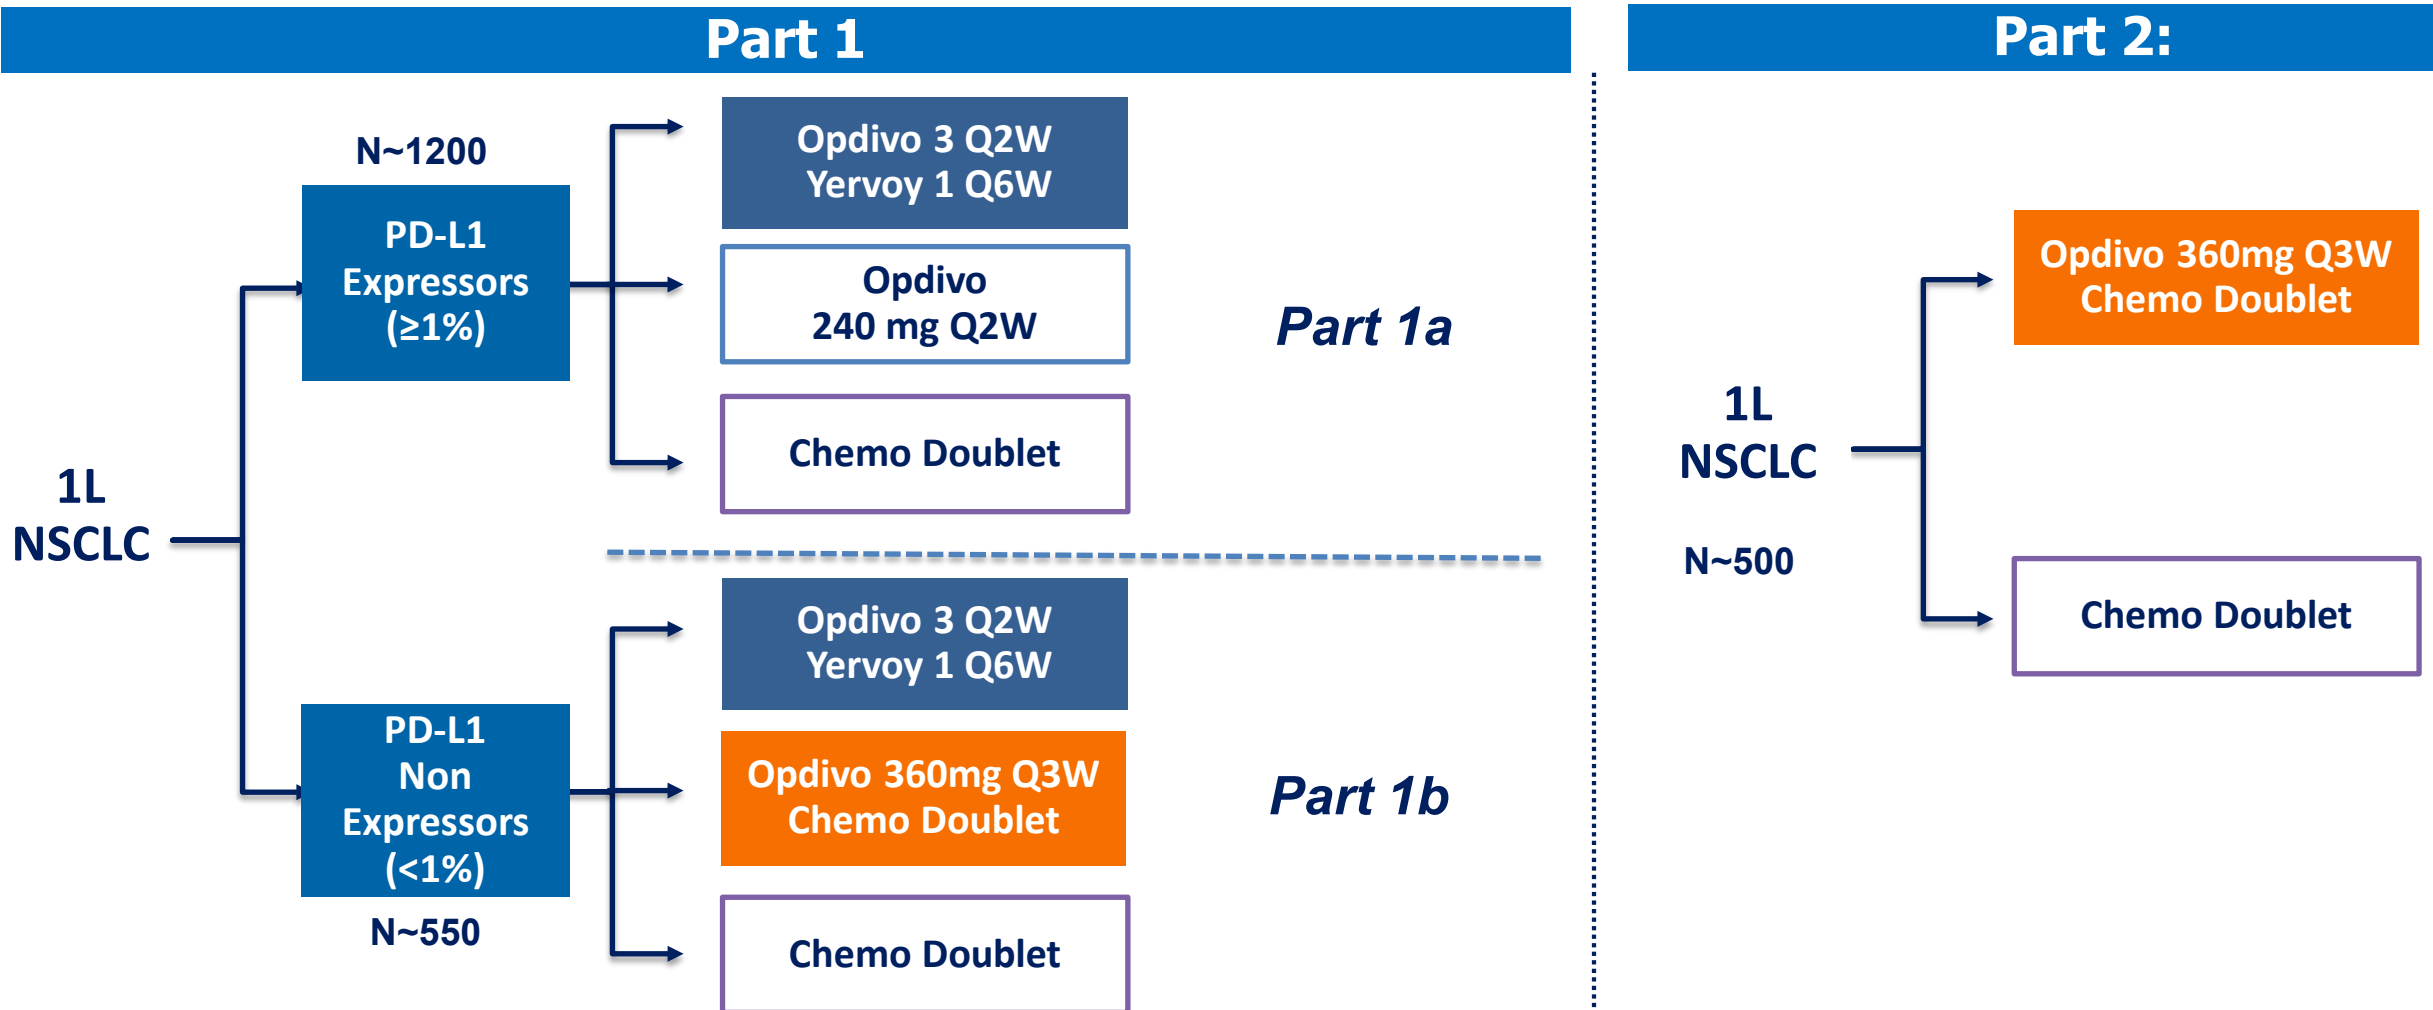 Part 1
1L
NSCLC
N~1200
PD-L1
Expressors
(≥1%)
Opdivo 3 Q2W
Yervoy 1 Q6W
Opdivo
240 mg Q2W
Chemo Doublet
Part 1a
PD-L1
Non
Expressors
(<1%)
N~550
Opdivo 3 Q2W
Yervoy 1 Q6W
Opdivo 360mg Q3W
Chemo Doublet
Chemo Doublet
Part 1b
Part 2:
1L
NSCLC
N~500
Opdivo 360mg Q3W
Chemo Doublet
Chemo Doublet